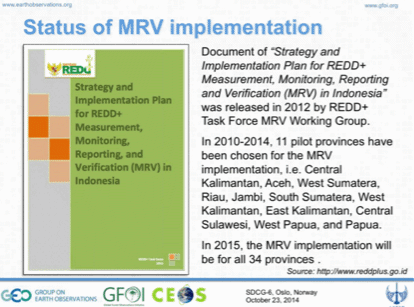 www.earthobservations.org
www.gfoi.org
Status of MRV implementation
REDD+
Strategy and
Implementation Plan
for REDD+
Measurement,
Monitoring,
Reporting, and
Verification (MRV) in
Indonesia
Document of “Strategy and
Implementation Plan for REDD+
Measurement, Monitoring, Reporting
and Verification (MRV) in Indonesia”
was released in 2012 by REDD+
Task Force MRV Working Group.
In 2010-2014, 11 pilot provinces have
been chosen for the MRV
implementation, i.e. Central
Kalimantan, Aceh, West Sumatera,
Riau, Jambi, South Sumatera, West
Kalimantan, East Kalimantan, Central
Sulawesi, West Papua, and Papua.
In 2015, the MRV implementation will
be for all 34 provinces .
Source: http://www.reddplus.org
GEO GROUP ON
EARTH OBSERVATIONS
GFOI
CEOS
SDCG-6, Oslo, Norway
October 23, 2014